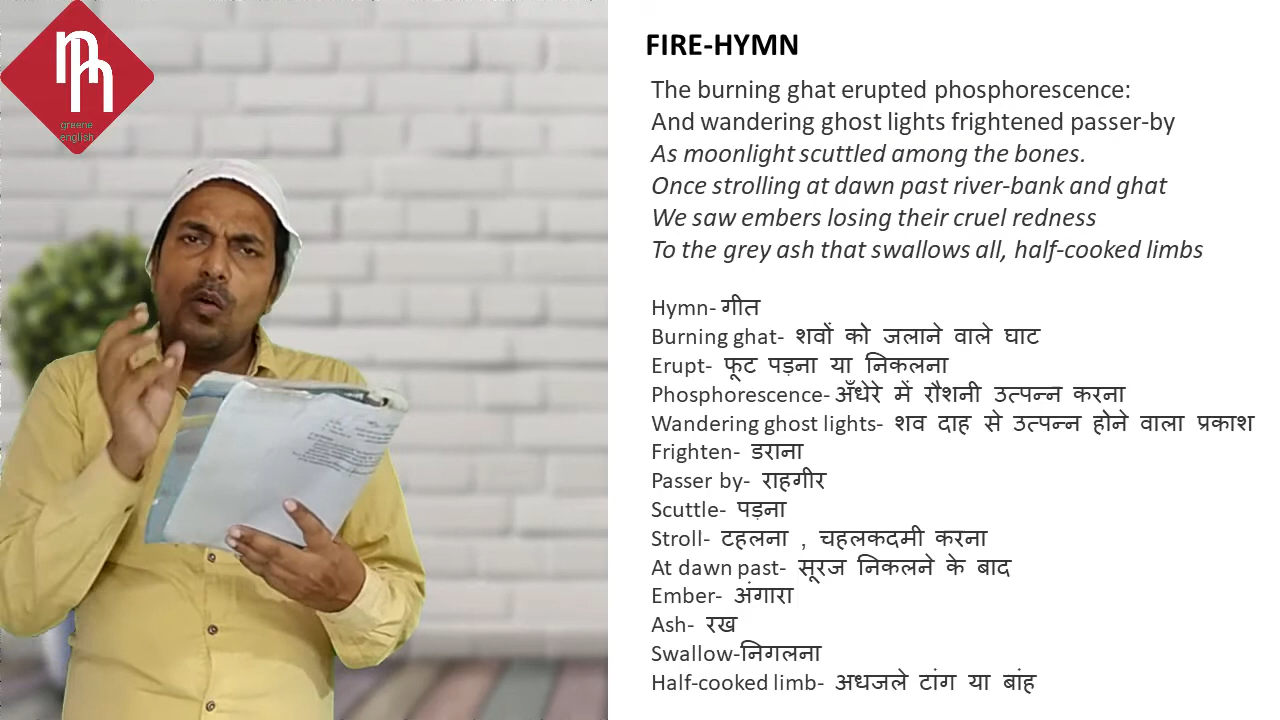 greene
english
FIRE-HYMN
The burning ghat erupted phosphorescence:
And wandering ghost lights frightened passer-by
As moonlight scuttled among the bones.
Once strolling at dawn past river-bank and ghat
We saw embers losing their cruel redness
To the grey ash that swallows all, half-cooked limbs
Hymn- गीत
Burning ghat- शवों को जलाने वाले घाट
Erupt- फूट पड़ना या निकलना
Phosphorescence- अँधेरे में रौशनी उत्पन्न करना
Wandering ghost lights- शव दाह से उत्पन्न होने वाला प्रकाश
Frighten- डराना
Passer by- राहगीर
Scuttle- पड़ना
Stroll- टहलना , चहलकदमी करना
At dawn past- सूरज निकलने के बाद
Ember- अंगारा
Ash- रख
Swallow-निगलना
Half-cooked limb- अधजले टांग या बांह